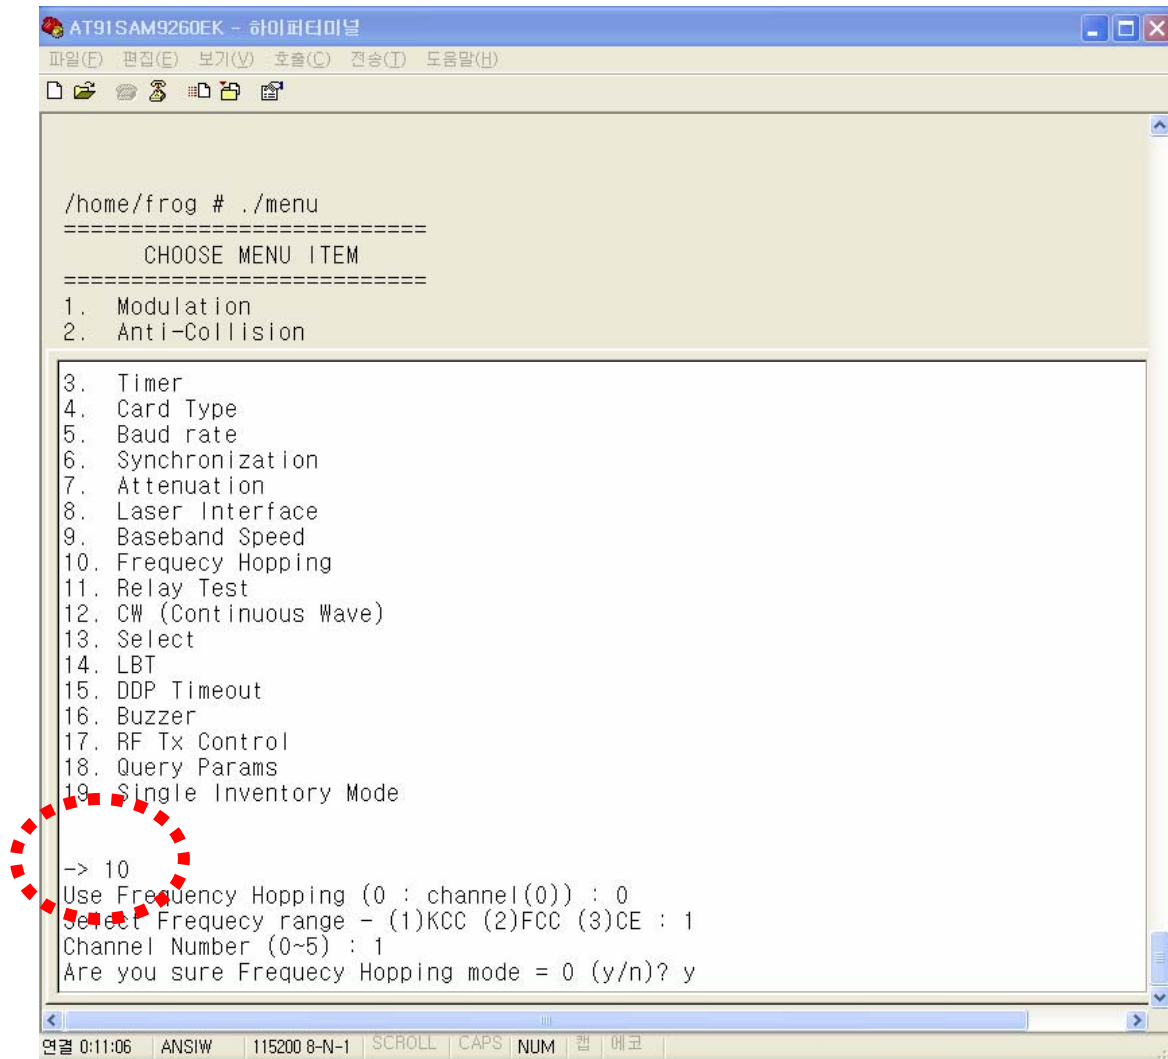 AT91SAM9260EK - 하이퍼터미널
파일(F) 편집(E) 보기(V) 호출(C) 전송(T) 도움말(H)
/home/frog # ./menu
===========================
CHOOSE MENU ITEM
===========================
1. Modulation
2. Anti-Collision
3. Timer
4. Card Type
5. Baud rate
6. Synchronization
7. Attenuation
8. Laser Interface
9. Baseband Speed
10. Frequecy Hopping
11. Relay Test
12. CW (Continuous Wave)
13. Select
14. LBT
15. DDP Timeout
16. Buzzer
17. RF Tx Control
18. Query Params
19. Single Inventory Mode
-> 10
Use Frequency Hopping (0 : channel(0)) : 0
Select Frequecy range - (1)KCC (2)FCC (3)CE : 1
Channel Number (0~5) : 1
Are you sure Frequecy Hopping mode = 0 (y/n)? y
연결 0:11:06 ANSIW 115200 8-N-1 SCROLL CAPS NUM 캡 에코